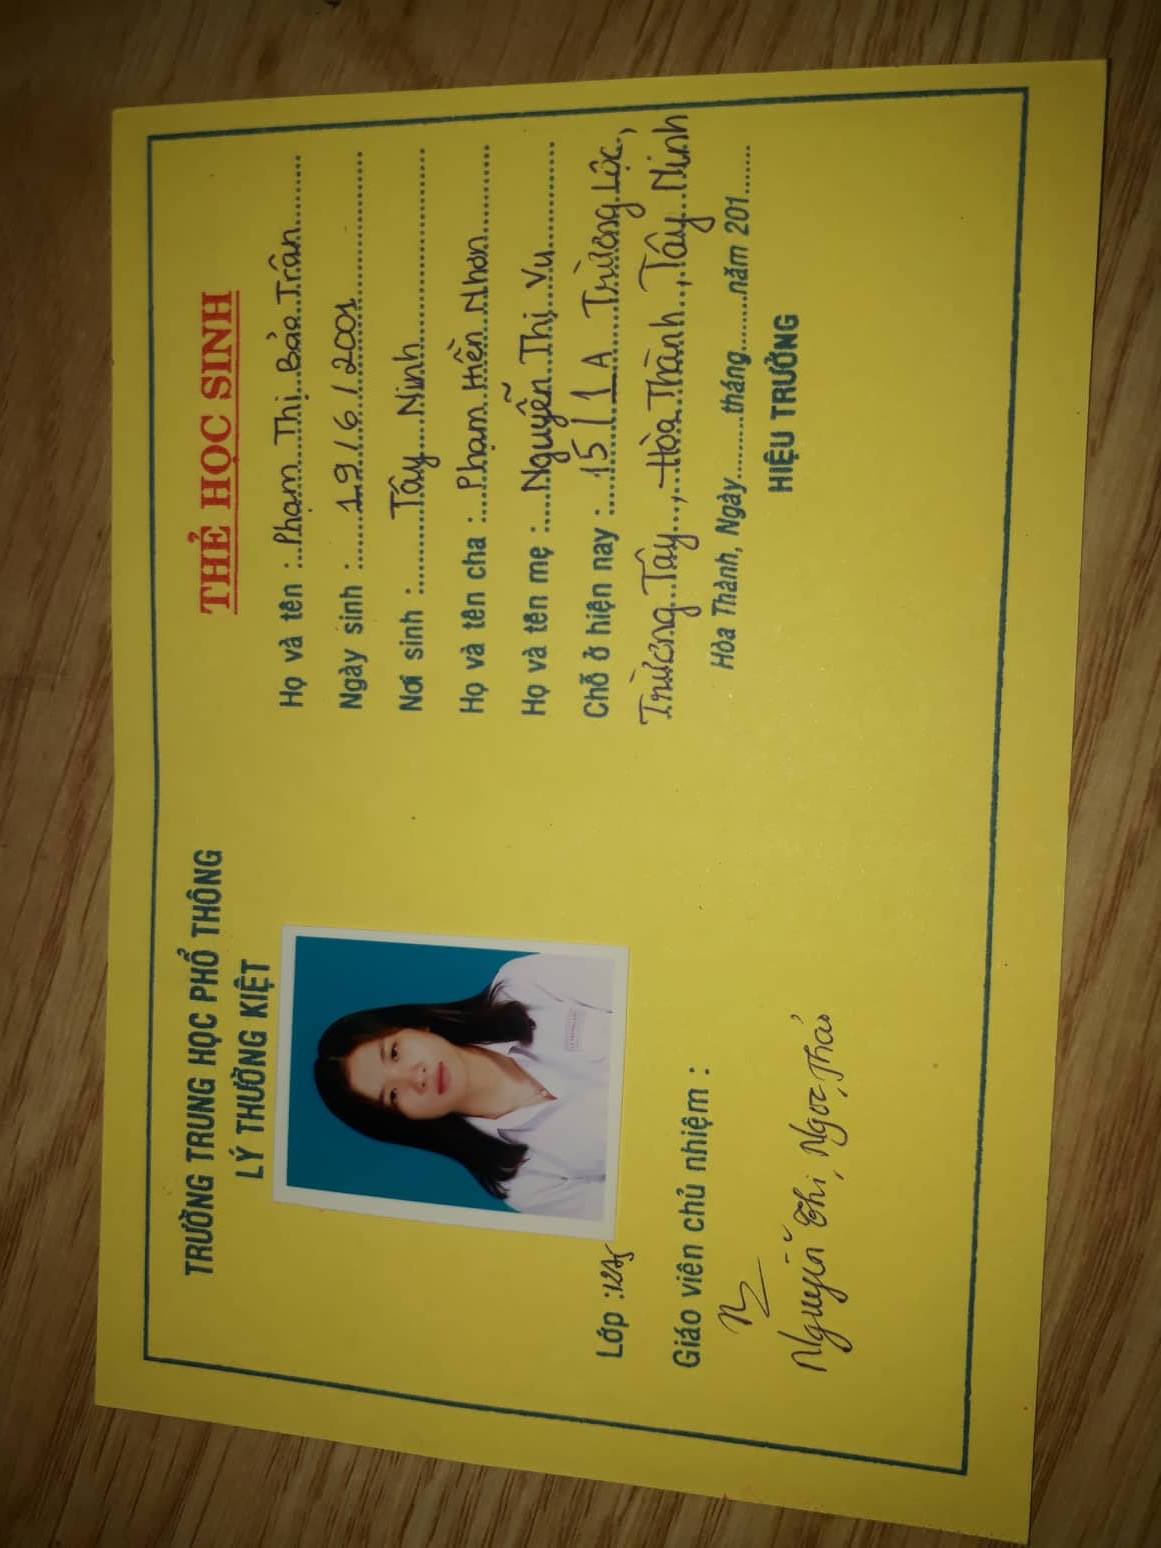 TRƯỜNG TRUNG HỌC PHỔ THÔNG
LÝ THƯỜNG KIỆT
Lớp :12A5
Giáo viên chủ nhiệm :
Nguyễn Thị Ngọc Thảo
THẺ HỌC SINH
Họ và tên : Phạm Thị Bảo Trân
Ngày sinh : 19/6/2001
Nơi sinh : Tây Ninh
Họ và tên cha : Phạm Hiền Nhơn
Họ và tên mẹ : Nguyễn Thị Vu
Chỗ ở hiện nay : 15/1A Trường Lộc,
Trường Tây, Hòa Thành, Tây Ninh
Hòa Thành, Ngày.........tháng.........năm 201......
HIỆU TRƯỞNG